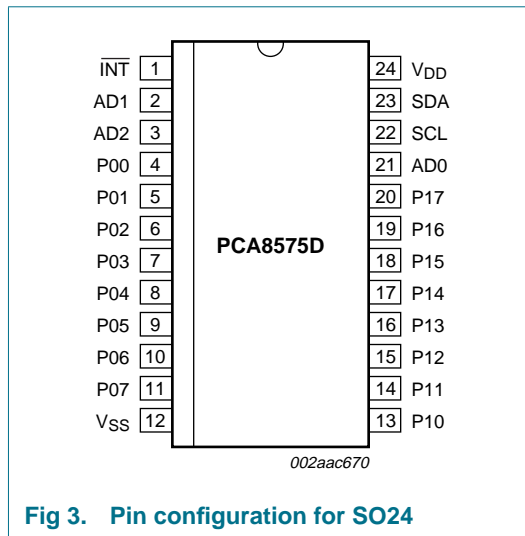 INT 1 24 VDD
AD1 2 23 SDA
AD2 3 22 SCL
P00 4 21 AD0
P01 5 20 P17
P02 6 19 P16
PCA8575D
P03 7 18 P15
P04 8 17 P14
P05 9 16 P13
P06 10 15 P12
P07 11 14 P11
VSS 12 13 P10
002aac670
Fig 3. Pin configuration for SO24